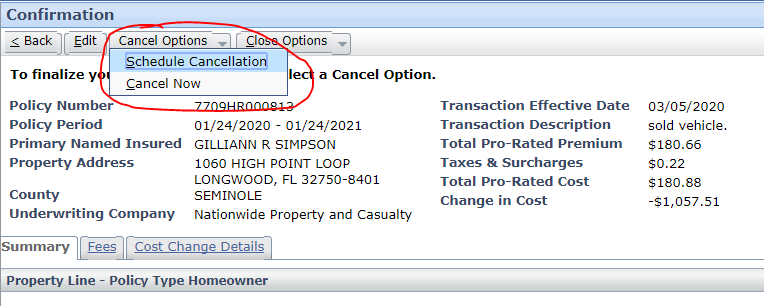 Confirmation
< Back Edit Cancel Options Close Options
Schedule Cancellation
Cancel Now
To finalize you lect a Cancel Option.
Policy Number 7709HR000813 Transaction Effective Date 03/05/2020
Policy Period 01/24/2020 - 01/24/2021 Transaction Description sold vehicle.
Primary Named Insured GILLIANN R SIMPSON Total Pro-Rated Premium $180.66
Property Address 1060 HIGH POINT LOOP Taxes & Surcharges $0.22
LONGWOOD, FL 32750-8401 Total Pro-Rated Cost $180.88
County SEMINOLE Change in Cost -$1,057.51
Underwriting Company Nationwide Property and Casualty
Summary Fees Cost Change Details
Property Line - Policy Type Homeowner